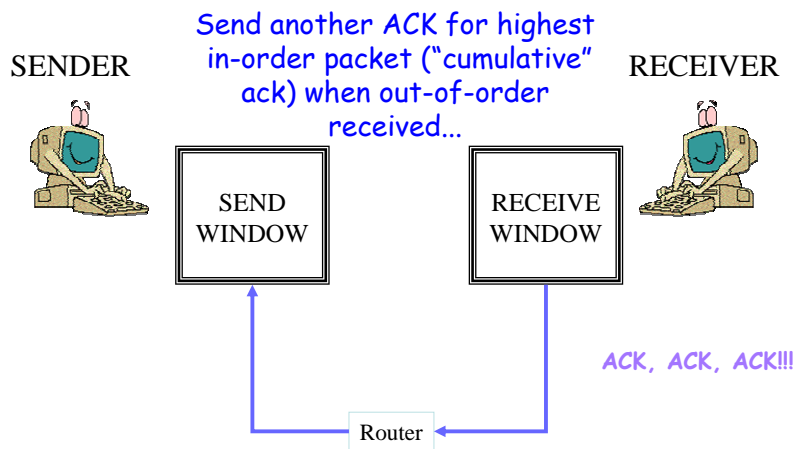 Send another ACK for highest
in-order packet (“cumulative”
ack) when out-of-order
received...
SENDER
RECEIVER
SEND
WINDOW
RECEIVE
WINDOW
ACK, ACK, ACK!!!
Router